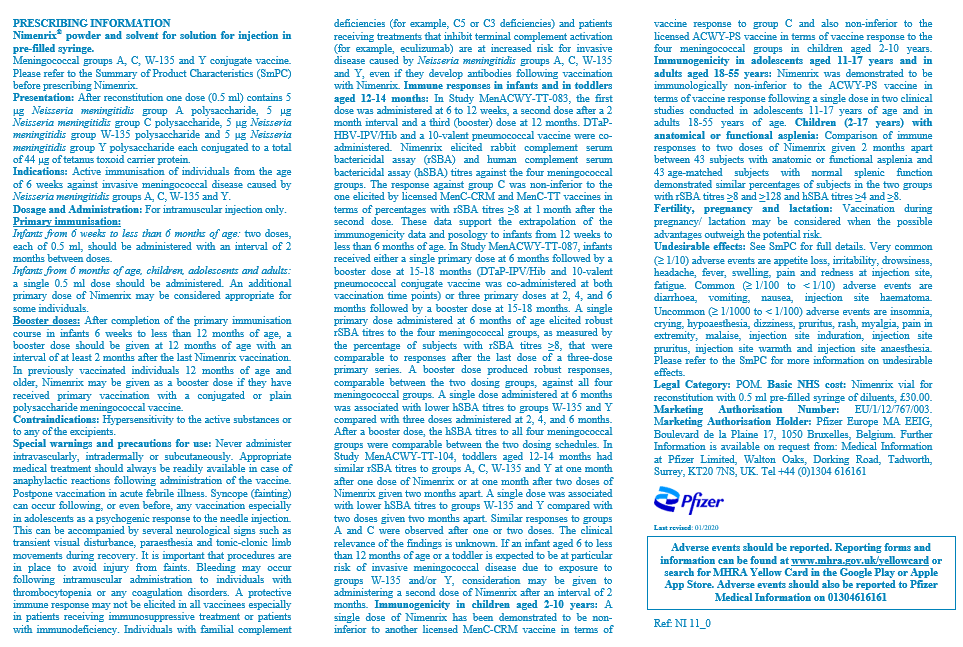 PRESCRIBING INFORMATION
Nimenrix® powder and solvent for solution for injection in
pre-filled syringe.
Meningococcal groups A, C, W-135 and Y conjugate vaccine.
Please refer to the Summary of Product Characteristics (SmPC)
before prescribing Nimenrix.
Presentation: After reconstitution one dose (0.5 ml) contains 5
µg Neisseria meningitidis group A polysaccharide, 5 µg
Neisseria meningitidis group C polysaccharide, 5 µg Neisseria
meningitidis group W-135 polysaccharide and 5 µg Neisseria
meningitidis group Y polysaccharide each conjugated to a total
of 44 µg of tetanus toxoid carrier protein.
Indications: Active immunisation of individuals from the age
of 6 weeks against invasive meningococcal disease caused by
Neisseria meningitidis groups A, C, W-135 and Y.
Dosage and Administration: For intramuscular injection only.
Primary immunisation:
Infants from 6 weeks to less than 6 months of age: two doses,
each of 0.5 ml, should be administered with an interval of 2
months between doses.
Infants from 6 months of age, children, adolescents and adults:
a single 0.5 ml dose should be administered. An additional
primary dose of Nimenrix may be considered appropriate for
some individuals.
Booster doses: After completion of the primary immunisation
course in infants 6 weeks to less than 12 months of age, a
booster dose should be given at 12 months of age with an
interval of at least 2 months after the last Nimenrix vaccination.
In previously vaccinated individuals 12 months of age and
older, Nimenrix may be given as a booster dose if they have
received primary vaccination with a conjugated or plain
polysaccharide meningococcal vaccine.
Contraindications: Hypersensitivity to the active substances or
to any of the excipients.
Special warnings and precautions for use: Never administer
intravascularly, intradermally or subcutaneously. Appropriate
medical treatment should always be readily available in case of
anaphylactic reactions following administration of the vaccine.
Postpone vaccination in acute febrile illness. Syncope (fainting)
can occur following, or even before, any vaccination especially
in adolescents as a psychogenic response to the needle injection.
This can be accompanied by several neurological signs such as
transient visual disturbance, paraesthesia and tonic-clonic limb
movements during recovery. It is important that procedures are
in place to avoid injury from faints. Bleeding may occur
following intramuscular administration to individuals with
thrombocytopenia or any coagulation disorders. A protective
immune response may not be elicited in all vaccinees especially
in patients receiving immunosuppressive treatment or patients
with immunodeficiency. Individuals with familial complement
deficiencies (for example, C5 or C3 deficiencies) and patients
receiving treatments that inhibit terminal complement activation
(for example, eculizumab) are at increased risk for invasive
disease caused by Neisseria meningitidis groups A, C, W-135
and Y, even if they develop antibodies following vaccination
with Nimenrix. Immune responses in infants and in toddlers
aged 12-14 months: In Study MenACWY-TT-083, the first
dose was administered at 6 to 12 weeks, a second dose after a 2
month interval and a third (booster) dose at 12 months. DTaP-
HBV-IPV/Hib and a 10-valent pneumococcal vaccine were co-
administered. Nimenrix elicited rabbit complement serum
bactericidal assay (rSBA) and human complement serum
bactericidal assay (hSBA) titres against the four meningococcal
groups. The response against group C was non-inferior to the
one elicited by licensed MenC-CRM and MenC-TT vaccines in
terms of percentages with rSBA titres ≥8 at 1 month after the
second dose. These data support the extrapolation of the
immunogenicity data and posology to infants from 12 weeks to
less than 6 months of age. In Study MenACWY-TT-087, infants
received either a single primary dose at 6 months followed by a
booster dose at 15-18 months (DTaP-IPV/Hib and 10-valent
pneumococcal conjugate vaccine was co-administered at both
vaccination time points) or three primary doses at 2, 4, and 6
months followed by a booster dose at 15-18 months. A single
primary dose administered at 6 months of age elicited robust
rSBA titres to the four meningococcal groups, as measured by
the percentage of subjects with rSBA titres ≥8, that were
comparable to responses after the last dose of a three-dose
primary series. A booster dose produced robust responses,
comparable between the two dosing groups, against all four
meningococcal groups. A single dose administered at 6 months
was associated with lower hSBA titres to groups W-135 and Y
compared with three doses administered at 2, 4, and 6 months.
After a booster dose, the hSBA titres to all four meningococcal
groups were comparable between the two dosing schedules. In
Study MenACWY-TT-104, toddlers aged 12-14 months had
similar rSBA titres to groups A, C, W-135 and Y at one month
after one dose of Nimenrix or at one month after two doses of
Nimenrix given two months apart. A single dose was associated
with lower hSBA titres to groups W-135 and Y compared with
two doses given two months apart. Similar responses to groups
A and C were observed after one or two doses. The clinical
relevance of the findings is unknown. If an infant aged 6 to less
than 12 months of age or a toddler is expected to be at particular
risk of invasive meningococcal disease due to exposure to
groups W-135 and/or Y, consideration may be given to
administering a second dose of Nimenrix after an interval of 2
months. Immunogenicity in children aged 2-10 years: A
single dose of Nimenrix has been demonstrated to be non-
inferior to another licensed MenC-CRM vaccine in terms of
vaccine response to group C and also non-inferior to the
licensed ACWY-PS vaccine in terms of vaccine response to the
four meningococcal groups in children aged 2-10 years.
Immunogenicity in adolescents aged 11-17 years and in
adults aged 18-55 years: Nimenrix was demonstrated to be
immunologically non-inferior to the ACWY-PS vaccine in
terms of vaccine response following a single dose in two clinical
studies conducted in adolescents 11-17 years of age and in
adults 18-55 years of age. Children (2-17 years) with
anatomical or functional asplenia: Comparison of immune
responses to two doses of Nimenrix given 2 months apart
between 43 subjects with anatomic or functional asplenia and
43 age-matched subjects with normal splenic function
demonstrated similar percentages of subjects in the two groups
with rSBA titres ≥8 and ≥128 and hSBA titres ≥4 and ≥8.
Fertility, pregnancy and lactation: Vaccination during
pregnancy/ lactation may be considered when the possible
advantages outweigh the potential risk.
Undesirable effects: See SmPC for full details. Very common
(≥ 1/10) adverse events are appetite loss, irritability, drowsiness,
headache, fever, swelling, pain and redness at injection site,
fatigue. Common (≥ 1/100 to < 1/10) adverse events are
diarrhoea, vomiting, nausea, injection site haematoma.
Uncommon (≥ 1/1000 to < 1/100) adverse events are insomnia,
crying, hypoaesthesia, dizziness, pruritus, rash, myalgia, pain in
extremity, malaise, injection site induration, injection site
pruritus, injection site warmth and injection site anaesthesia.
Please refer to the SmPC for more information on undesirable
effects.
Legal Category: POM. Basic NHS cost: Nimenrix vial for
reconstitution with 0.5 ml pre-filled syringe of diluents, £30.00.
Marketing Authorisation Number: EU/1/12/767/003.
Marketing Authorisation Holder: Pfizer Europe MA EEIG,
Boulevard de la Plaine 17, 1050 Bruxelles, Belgium. Further
Information is available on request from: Medical Information
at Pfizer Limited, Walton Oaks, Dorking Road, Tadworth,
Surrey, KT20 7NS, UK. Tel +44 (0)1304 616161
Pfizer
Last revised: 01/2020
Adverse events should be reported. Reporting forms and
information can be found at www.mhra.gov.uk/yellowcard or
search for MHRA Yellow Card in the Google Play or Apple
App Store. Adverse events should also be reported to Pfizer
Medical Information on 01304616161
Ref: NI 11_0